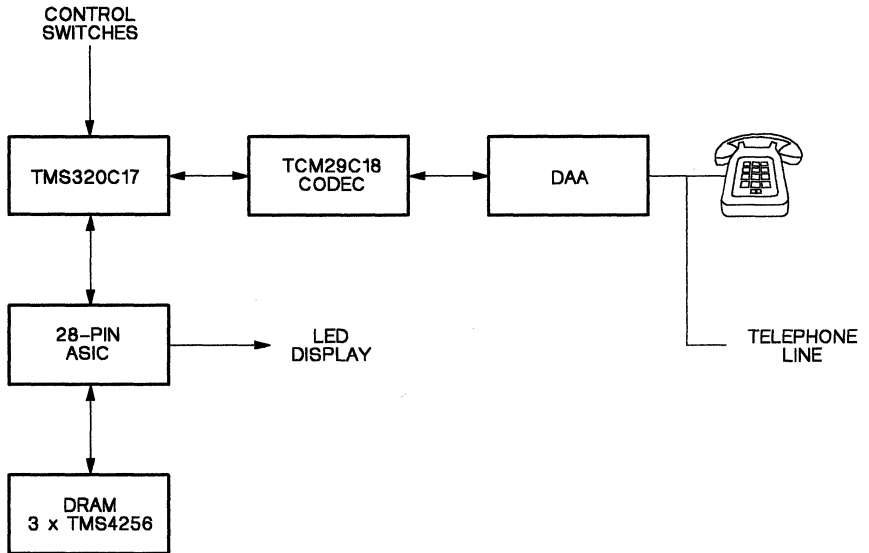 CONTROL
SWITCHES
TMS320C17
TCM29C18
CODEC
DAA
28-PIN
ASIC
LED
DISPLAY
TELEPHONE
LINE
DRAM
3 x TMS4256